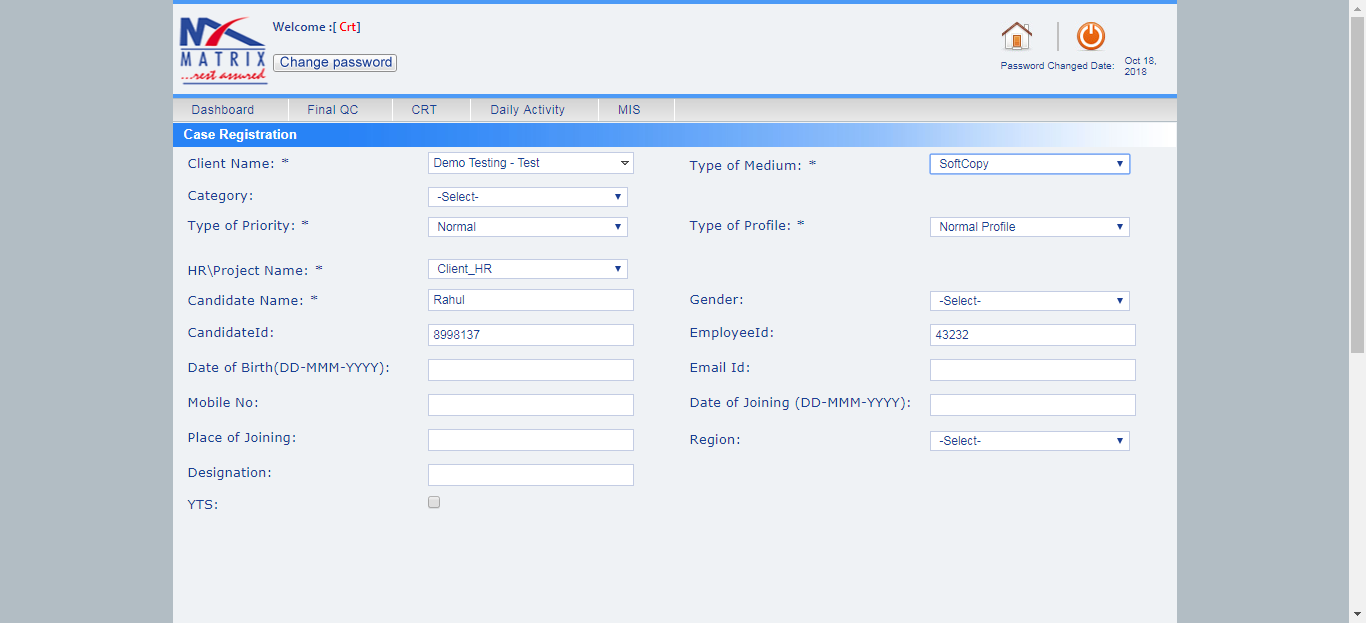 Welcome :[ Crt]
MATRIX
...rest assured
Change password
Password Changed Date: Oct 18, 2018
Dashboard Final QC CRT Daily Activity MIS
Case Registration
Client Name: * Demo Testing - Test Type of Medium: * SoftCopy
Category: -Select-
Type of Priority: * Normal Type of Profile: * Normal Profile
HR\Project Name: * Client_HR
Candidate Name: * Rahul Gender: -Select-
CandidateId: 8998137 EmployeeId: 43232
Date of Birth(DD-MMM-YYYY): Email Id:
Mobile No: Date of Joining (DD-MMM-YYYY):
Place of Joining: Region: -Select-
Designation:
YTS: